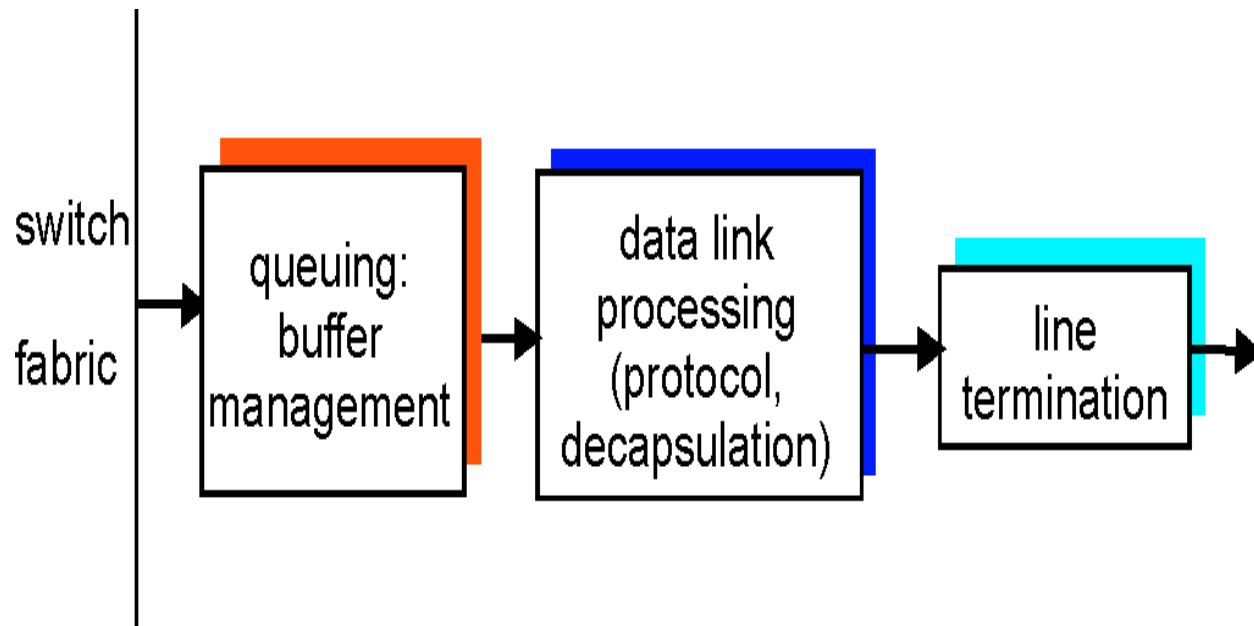 switch
fabric
queuing:
buffer
management
data link
processing
(protocol,
decapsulation)
line
termination